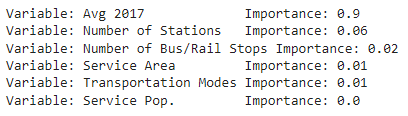 Variable: Avg 2017             Importance: 0.9
Variable: Number of Stations   Importance: 0.06
Variable: Number of Bus/Rail Stops Importance: 0.02
Variable: Service Area         Importance: 0.01
Variable: Transportation Modes Importance: 0.01
Variable: Service Pop.         Importance: 0.0